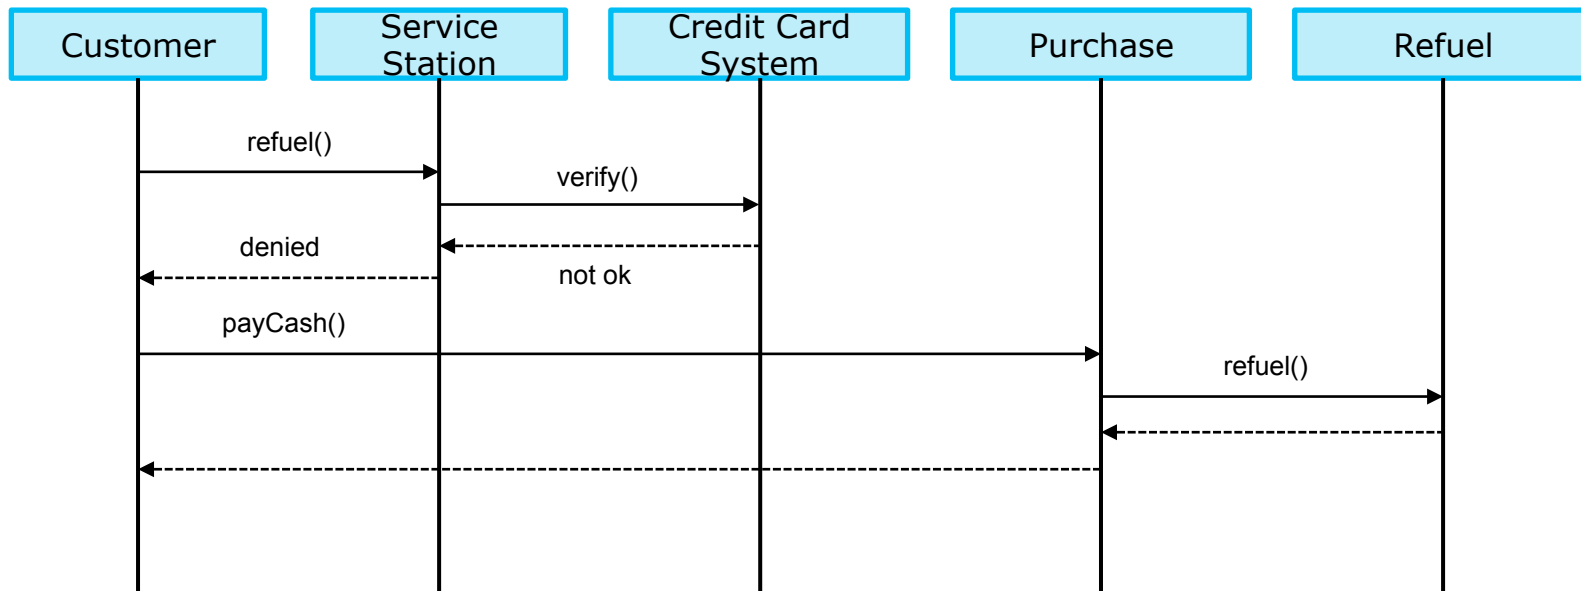 Customer
Service
Station
Credit Card
System
Purchase
Refuel
refuel()
verify()
denied
not ok
payCash()
refuel()